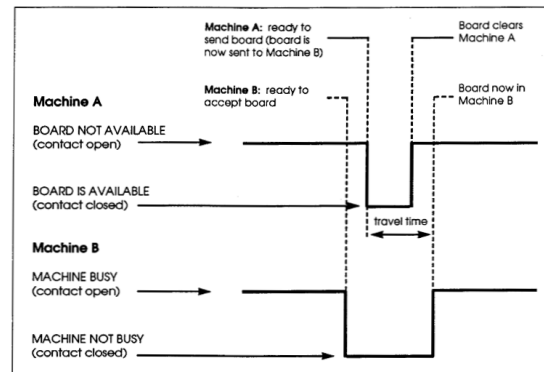 Machine A: ready to
send board (board is
now sent to Machine B)
Board clears
Machine A
Machine B: ready to
accept board
Board now in
Machine B
Machine A
BOARD NOT AVAILABLE
(contact open)
BOARD IS AVAILABLE
(contact closed)
travel time
Machine B
MACHINE BUSY
(contact open)
MACHINE NOT BUSY
(contact closed)